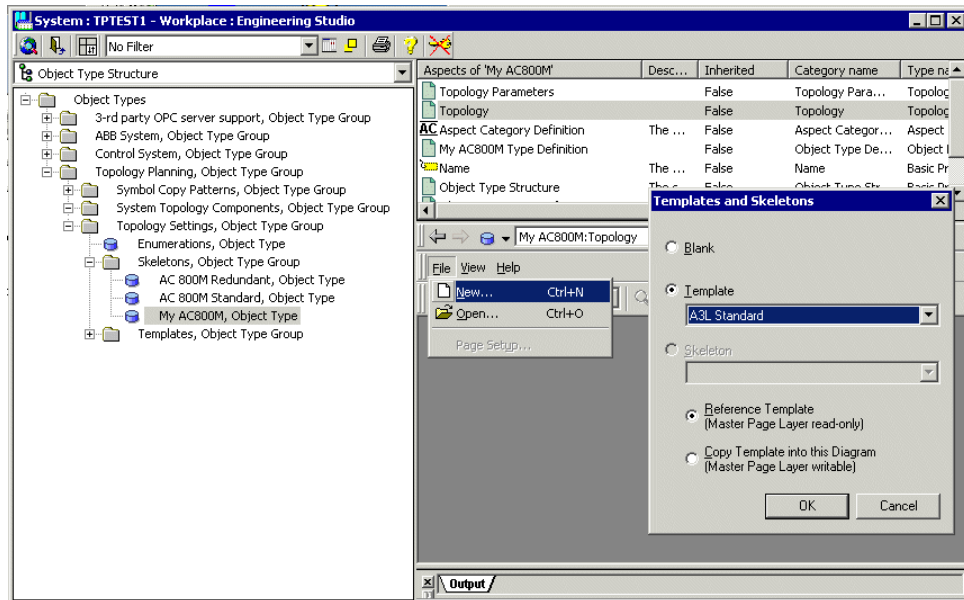 System : TPTEST1 - Workplace : Engineering Studio
No Filter
Object Type Structure
Object Types
3-rd party OPC server support, Object Type Group
ABB System, Object Type Group
Control System, Object Type Group
Topology Planning, Object Type Group
Symbol Copy Patterns, Object Type Group
System Topology Components, Object Type Group
Topology Settings, Object Type Group
Enumerations, Object Type
Skeletons, Object Type Group
AC 800M Redundant, Object Type
AC 800M Standard, Object Type
My AC800M, Object Type
Templates, Object Type Group
Aspects of 'My AC800M' Desc... Inherited Category name Type na
Topology Parameters False Topology Para... Topolog
Topology False Topology Topolog
AC Aspect Category Definition The ... False Aspect Categor... Aspect
My AC800M Type Definition False Object Type De... Object
Name The ... False Name Basic Pr
Object Type Structure
My AC800M:Topology
File View Help
New... Ctrl+N
Open... Ctrl+O
Page Setup...
Templates and Skeletons
Blank
Template
A3L Standard
Skeleton
Reference Template
(Master Page Layer read-only)
Copy Template into this Diagram
(Master Page Layer writable)
OK Cancel
Output